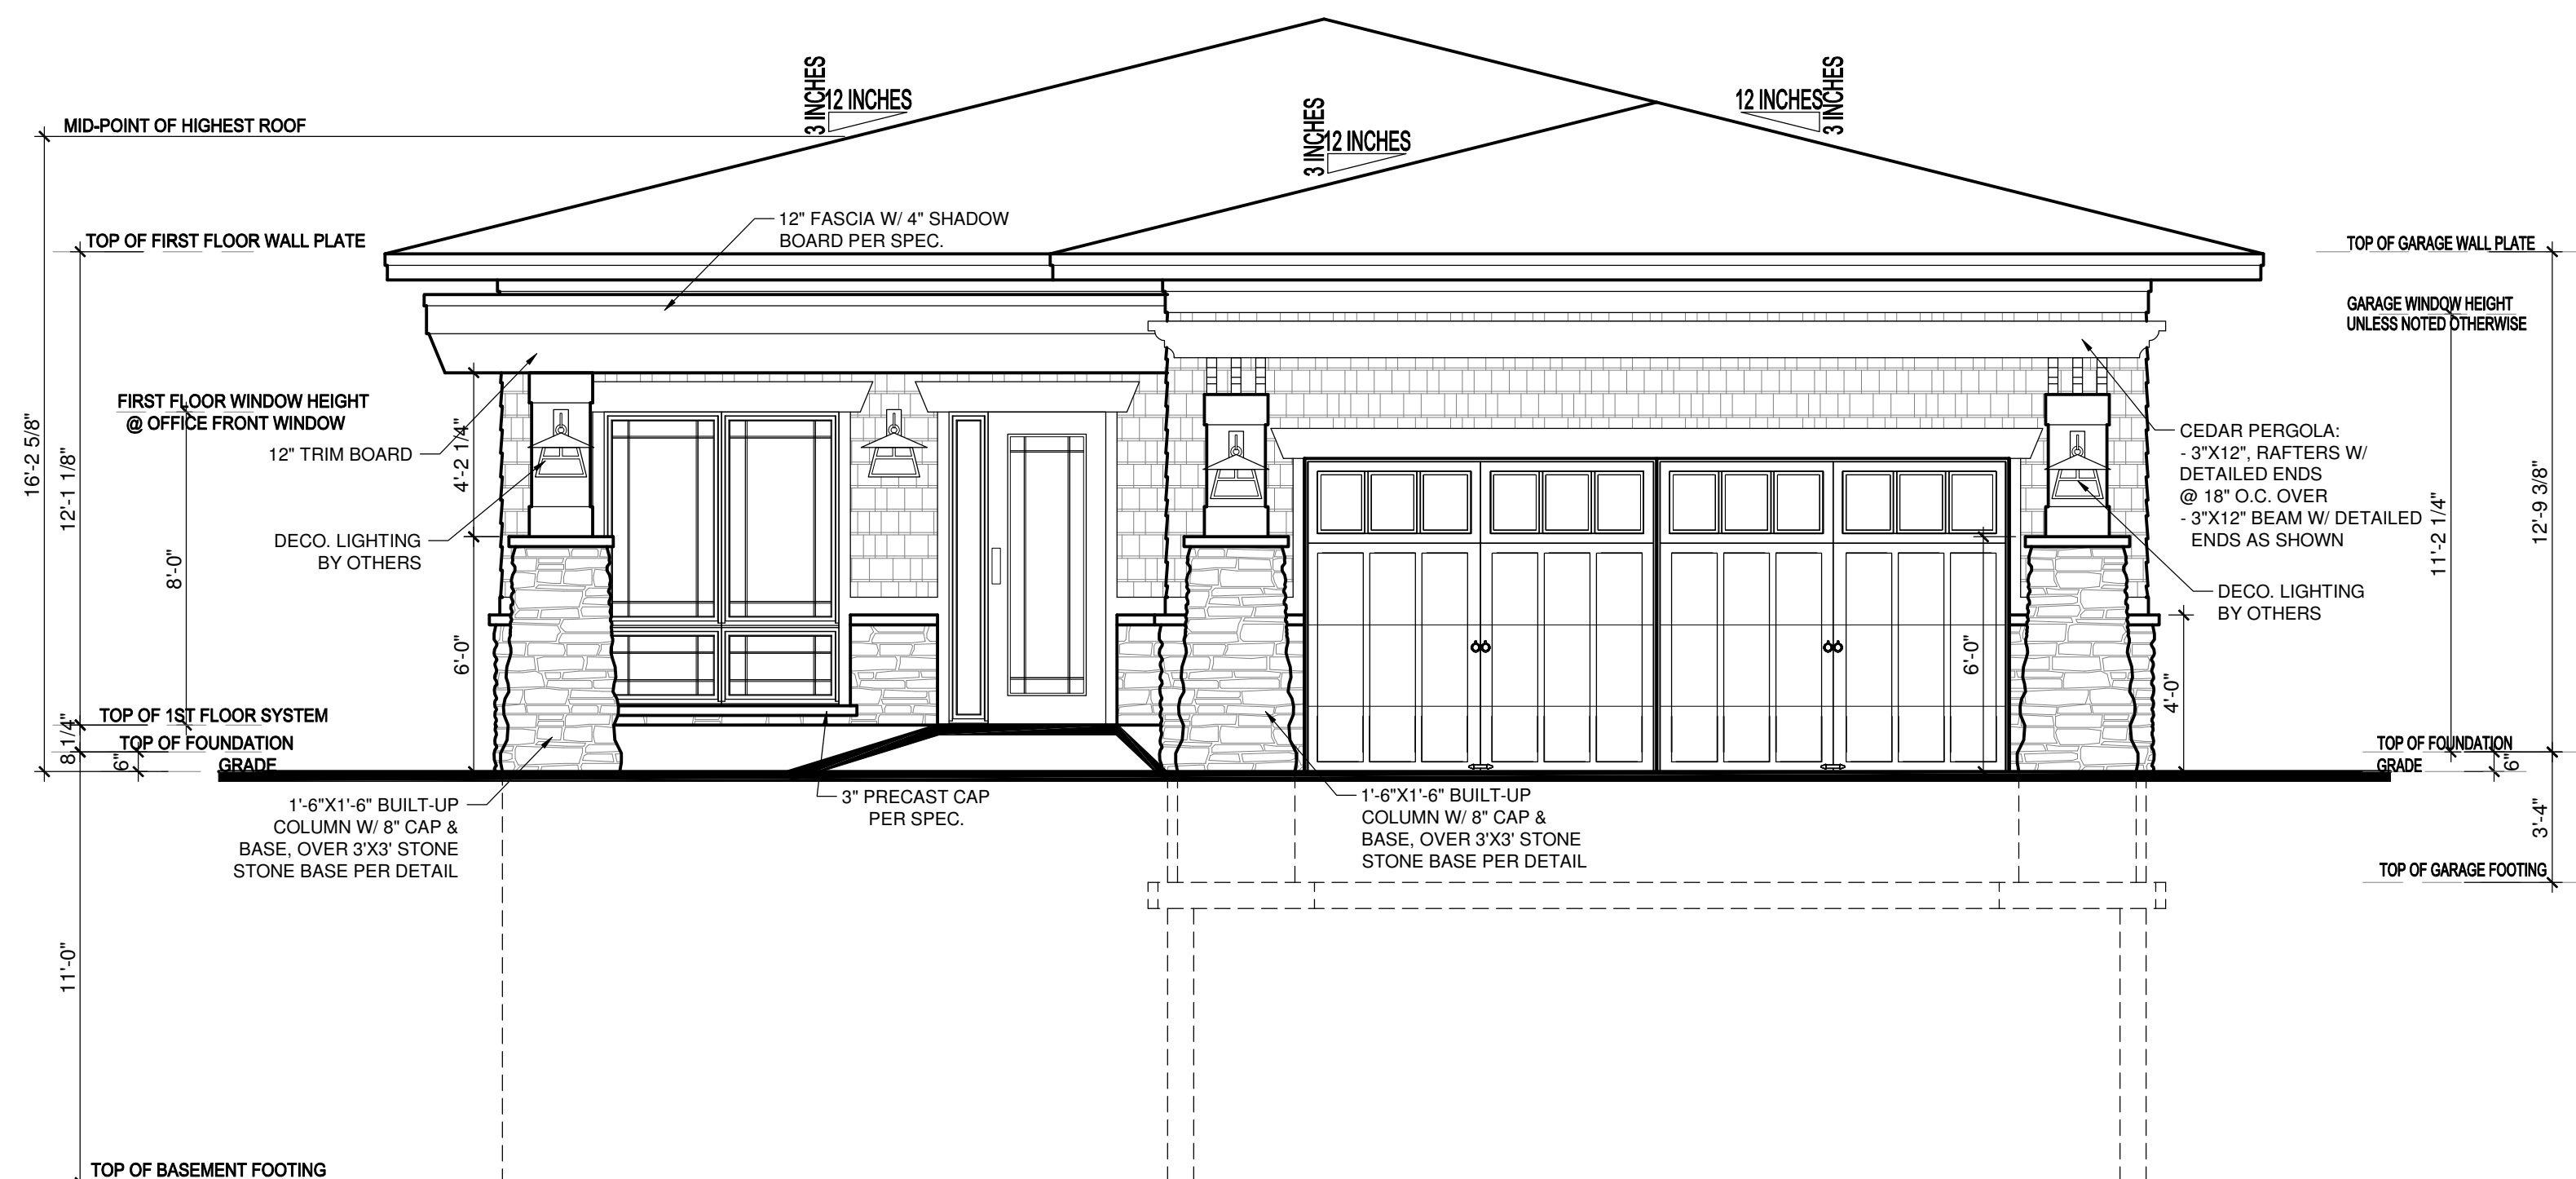 3 INCHES
12 INCHES
12 INCHES
3 INCHES
MID-POINT OF HIGHEST ROOF
3 INCHES
12 INCHES
12" FASCIA W/ 4" SHADOW
BOARD PER SPEC.
TOP OF FIRST FLOOR WALL PLATE
TOP OF GARAGE WALL PLATE
GARAGE WINDOW HEIGHT
UNLESS NOTED OTHERWISE
FIRST FLOOR WINDOW HEIGHT
@ OFFICE FRONT WINDOW
12" TRIM BOARD
DECO. LIGHTING
BY OTHERS
16'-2 5/8"
12'-1 1/8"
8'-0"
4'-2 1/4"
6'-0"
CEDAR PERGOLA:
- 3"X12", RAFTERS W/
DETAILED ENDS
@ 18" O.C. OVER
- 3"X12" BEAM W/ DETAILED
ENDS AS SHOWN
DECO. LIGHTING
BY OTHERS
11'-2 1/4"
12'-9 3/8"
6'-0"
4'-0"
TOP OF 1ST FLOOR SYSTEM
8 1/4"
TOP OF FOUNDATION
6"
GRADE
TOP OF FOUNDATION
GRADE
6"
1'-6"X1'-6" BUILT-UP
COLUMN W/ 8" CAP &
BASE, OVER 3'X3' STONE
STONE BASE PER DETAIL
3" PRECAST CAP
PER SPEC.
1'-6"X1'-6" BUILT-UP
COLUMN W/ 8" CAP &
BASE, OVER 3'X3' STONE
STONE BASE PER DETAIL
3'-4"
TOP OF GARAGE FOOTING
11'-0"
TOP OF BASEMENT FOOTING